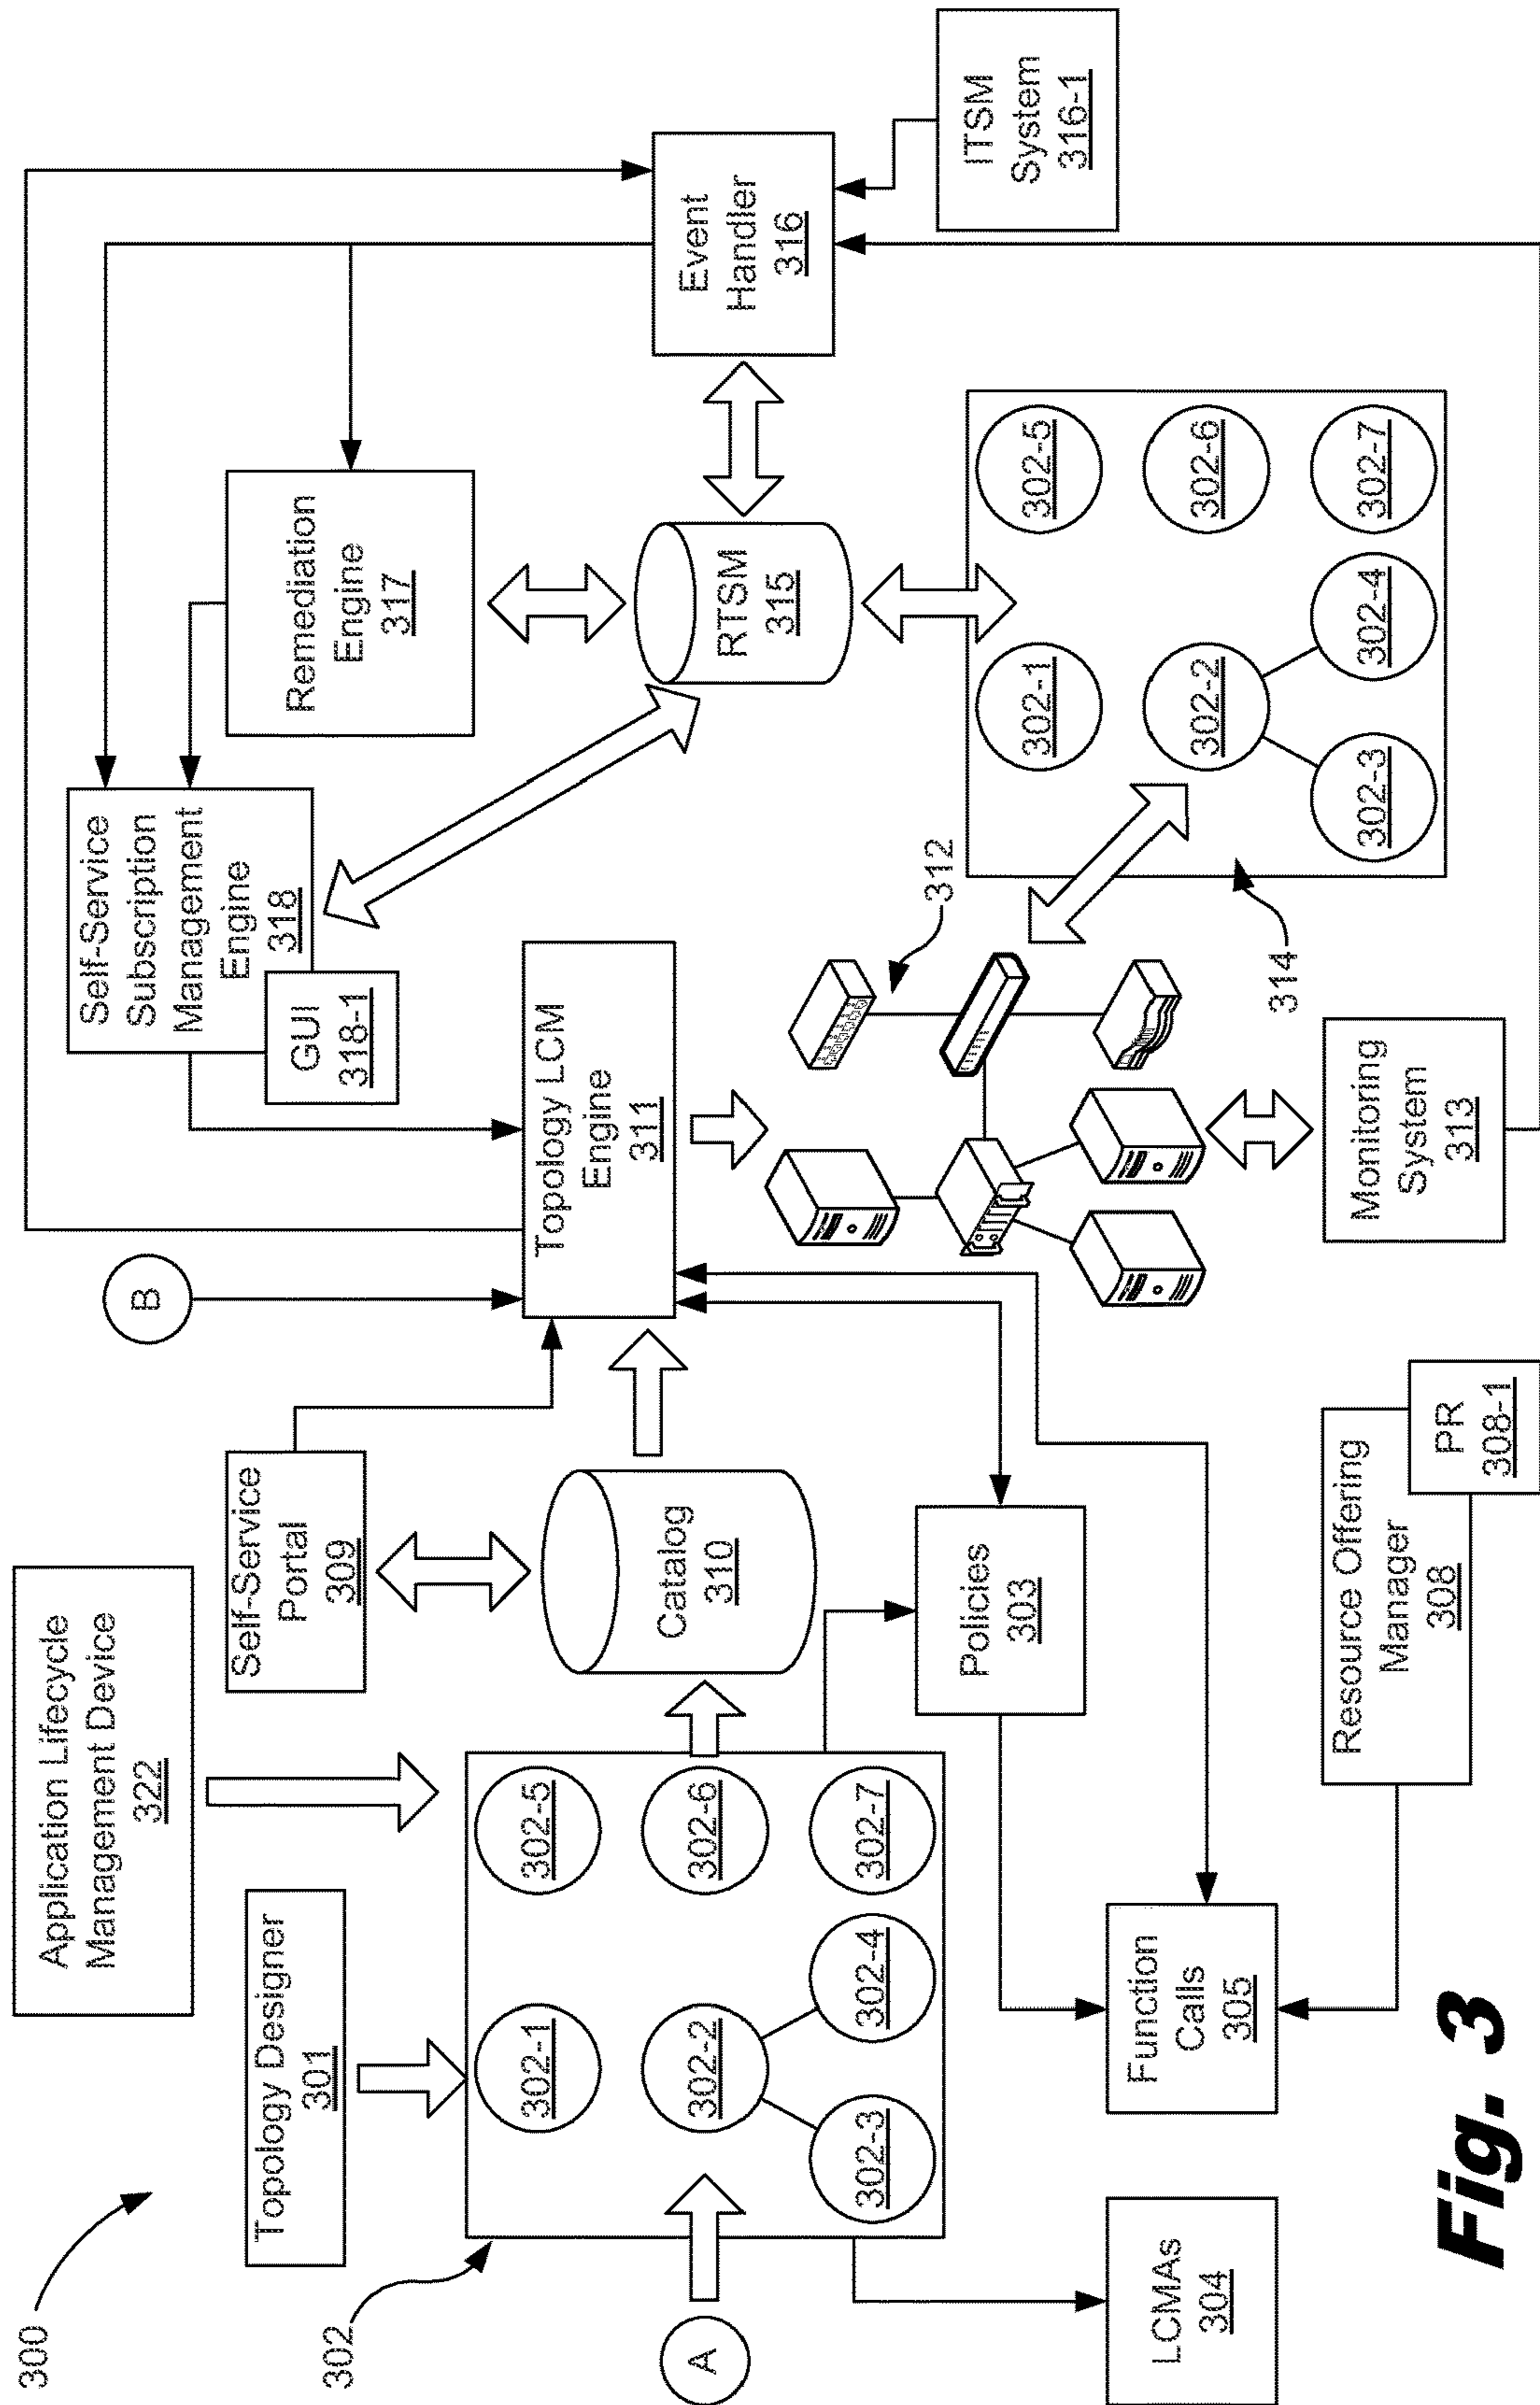 300
Application Lifecycle
Management Device
322
Topology Designer
301
Self-Service
Portal
309
B
Self-Service
Subscription
Management
Engine
318
GUI
318-1
Remediation
Engine
317
302
A
302-1
302-2
302-3
302-4
302-5
302-6
302-7
Catalog
310
Topology LCM
Engine
311
RTSM
315
Event
Handler
316
ITSM
System
316-1
LCMAs
304
Function
Calls
305
Policies
303
Resource Offering
Manager
308
PR
308-1
312
Monitoring
System
313
314
302-1
302-2
302-3
302-4
302-5
302-6
302-7
Fig. 3